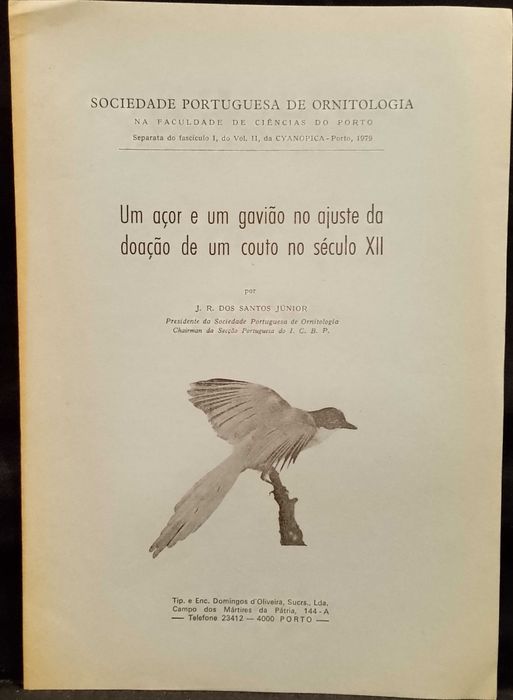 SOCIEDADE PORTUGUESA DE ORNITOLOGIA
NA FACULDADE DE CIÊNCIAS DO PORTO
Separata do fascículo I, do Vol. II, da CYANOPICA - Porto, 1979
Um açor e um gavião no ajuste da
doação de um couto no século XII
por
J. R. DOS SANTOS JÚNIOR
Presidente da Sociedade Portuguesa de Ornitologia
Chairman da Secção Portuguesa do I. C. B. P.
Tip. e Enc. Domingos d'Oliveira, Sucrs., Lda.
Campo dos Mártires da Pátria, 144-A
— Telefone 23412 — 4000 PORTO —